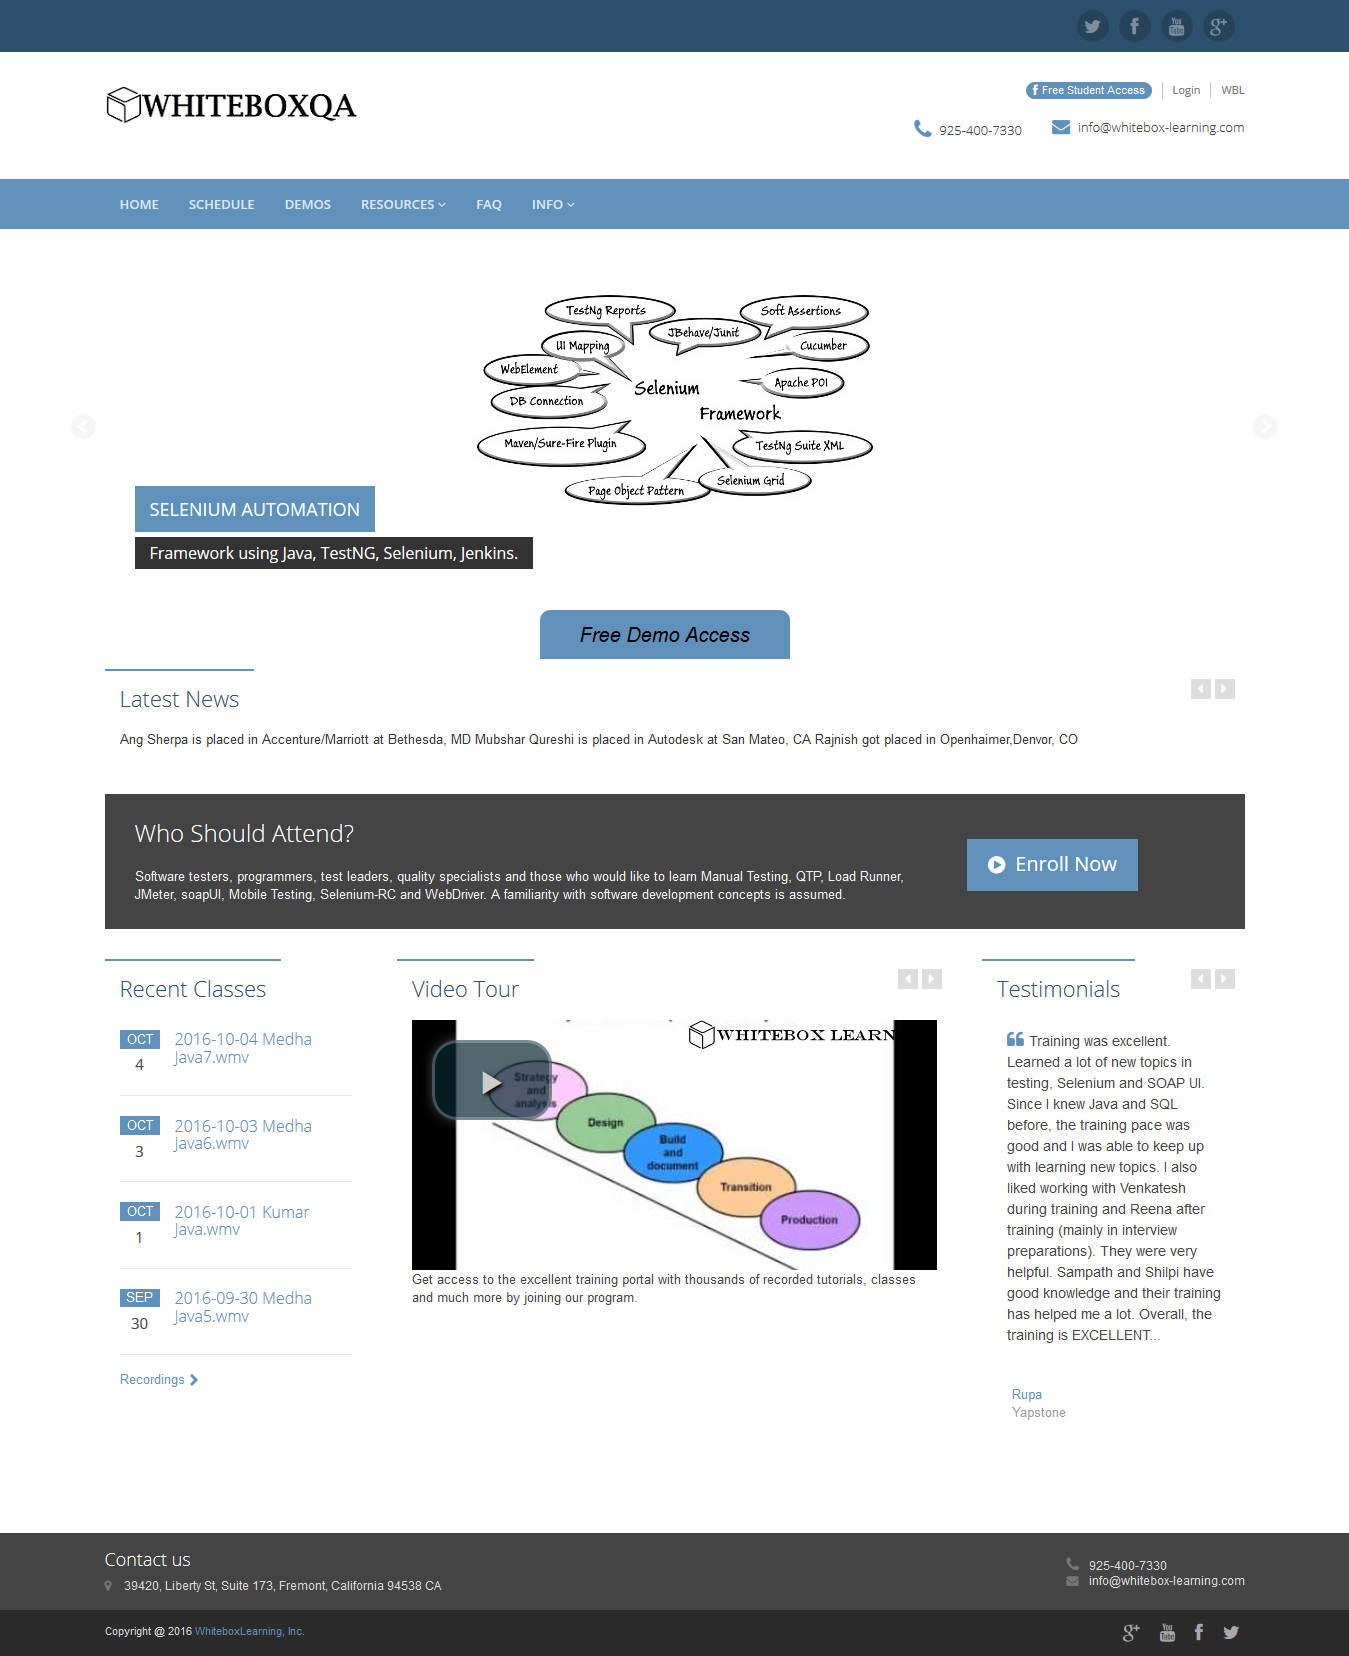 WHITEBOXQA
Free Student Access
Login
WBL
925-400-7330
info@whitebox-learning.com
HOME
SCHEDULE
DEMOS
RESOURCES
FAQ
INFO
TestNg Reports
Soft Assertions
JBehave/Junit
UI Mapping
Cucumber
WebElement
Apache POI
Selenium
DB Connection
Framework
Maven/Sure-Fire Plugin
TestNg Suite XML
Selenium Grid
Page Object Pattern
SELENIUM AUTOMATION
Framework using Java, TestNG, Selenium, Jenkins.
Free Demo Access
Latest News
Ang Sherpa is placed in Accenture/Marriott at Bethesda, MD Mubshar Qureshi is placed in Autodesk at San Mateo, CA Rajnish got placed in Openhaimer,Denvor, CO
Who Should Attend?
Software testers, programmers, test leaders, quality specialists and those who would like to learn Manual Testing, QTP, Load Runner,
JMeter, soapUI, Mobile Testing, Selenium-RC and WebDriver. A familiarity with software development concepts is assumed.
Enroll Now
Recent Classes
OCT
4
2016-10-04 Medha
Java7.wmv
OCT
3
2016-10-03 Medha
Java6.wmv
OCT
1
2016-10-01 Kumar
Java.wmv
SEP
30
2016-09-30 Medha
Java5.wmv
Recordings
Video Tour
WHITEBOX LEARN
Strategy
and
analysis
Design
Build
and
document
Transition
Production
Get access to the excellent training portal with thousands of recorded tutorials, classes
and much more by joining our program.
Testimonials
Training was excellent.
Learned a lot of new topics in
testing, Selenium and SOAP UI.
Since I knew Java and SQL
before, the training pace was
good and I was able to keep up
with learning new topics. I also
liked working with Venkatesh
during training and Reena after
training (mainly in interview
preparations). They were very
helpful. Sampath and Shilpi have
good knowledge and their training
has helped me a lot. Overall, the
training is EXCELLENT...
Rupa
Yapstone
Contact us
39420, Liberty St, Suite 173, Fremont, California 94538 CA
925-400-7330
info@whitebox-learning.com
Copyright @ 2016 WhiteboxLearning, Inc.